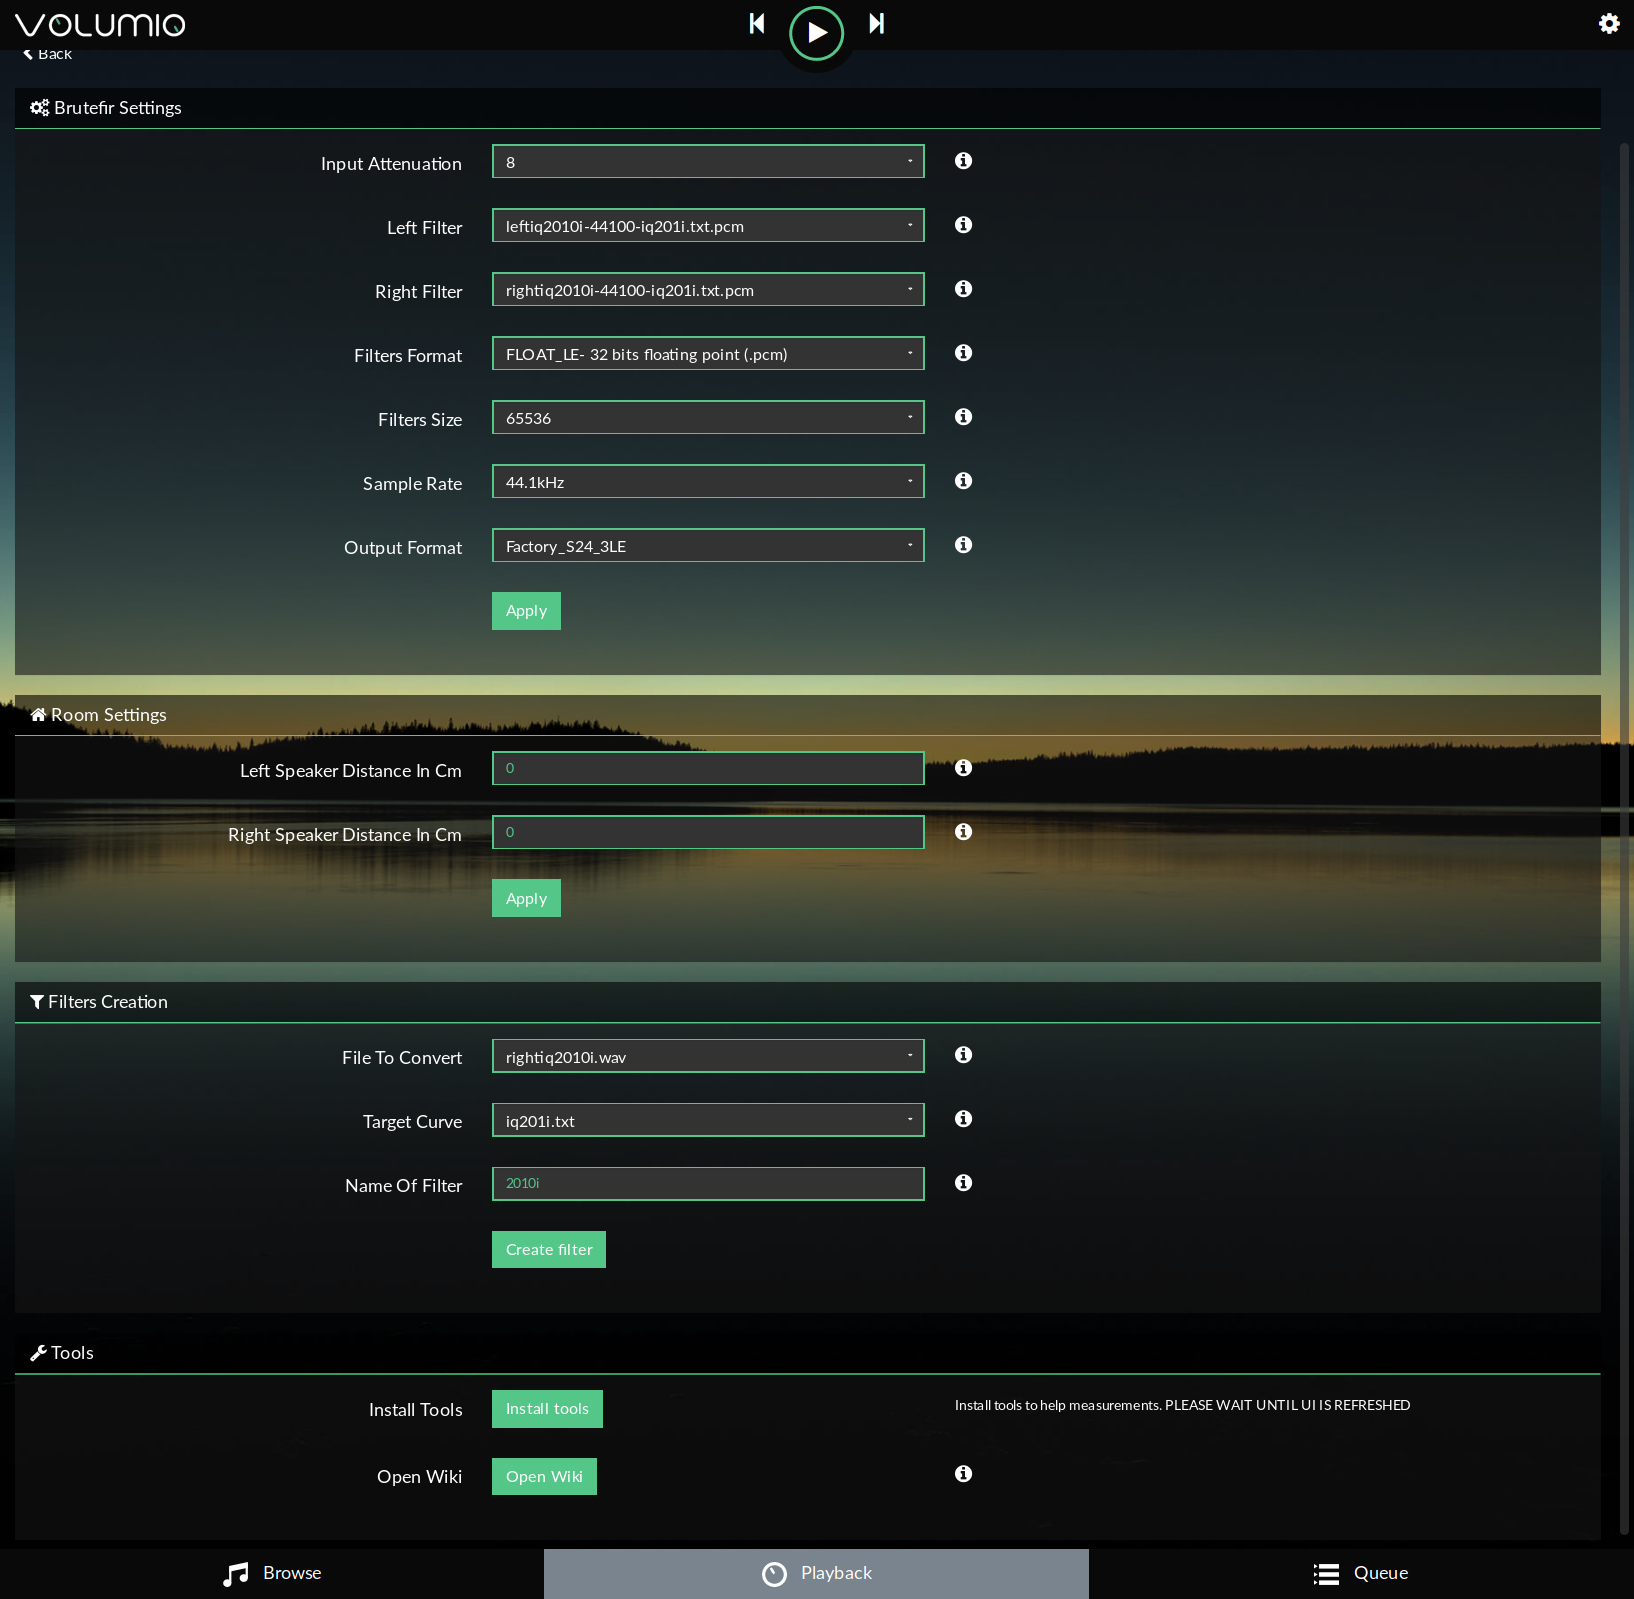 VOLUMIO
Back
Brutefir Settings
Input Attenuation
8
Left Filter
leftiq2010i-44100-iq201i.txt.pcm
Right Filter
rightiq2010i-44100-iq201i.txt.pcm
Filters Format
FLOAT_LE- 32 bits floating point (.pcm)
Filters Size
65536
Sample Rate
44.1kHz
Output Format
Factory_S24_3LE
Apply
Room Settings
Left Speaker Distance In Cm
0
Right Speaker Distance In Cm
0
Apply
Filters Creation
File To Convert
rightiq2010i.wav
Target Curve
iq201i.txt
Name Of Filter
2010i
Create filter
Tools
Install Tools
Install tools
Install tools to help measurements. PLEASE WAIT UNTIL UI IS REFRESHED
Open Wiki
Open Wiki
Browse
Playback
Queue